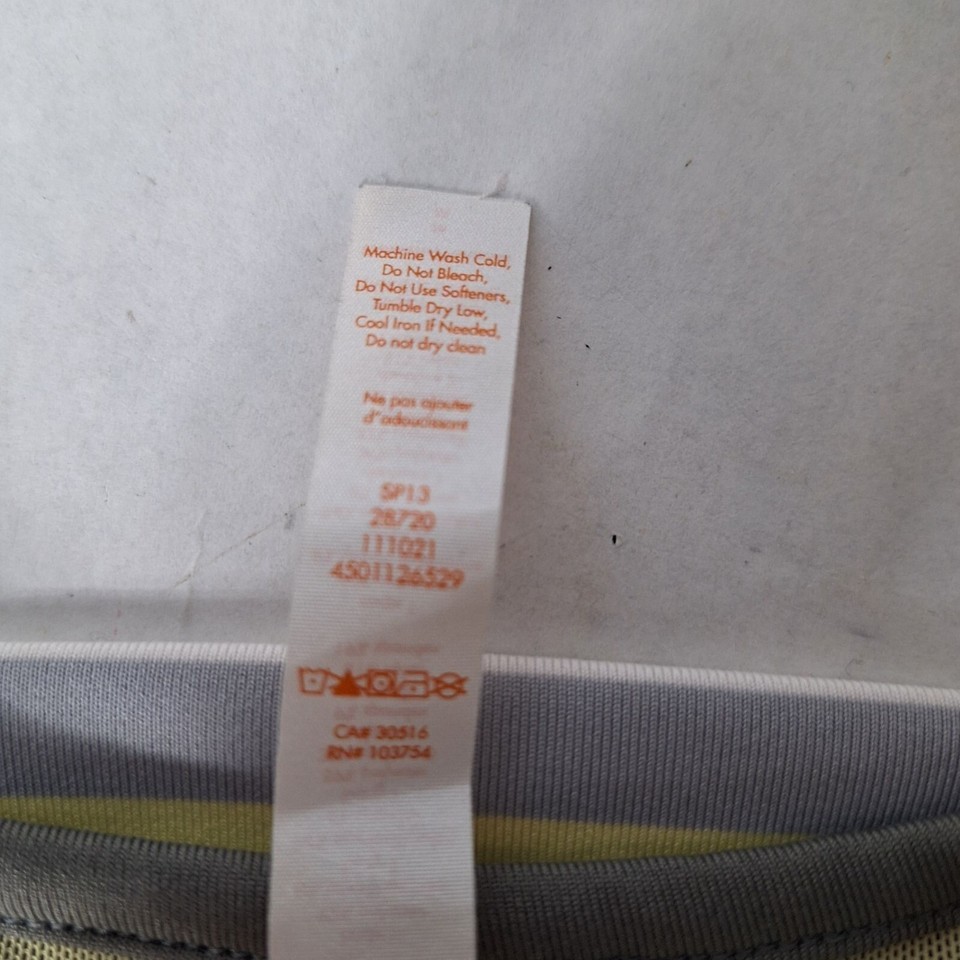 Machine Wash Cold,
Do Not Bleach,
Do Not Use Softeners,
Tumble Dry Low,
Cool Iron If Needed,
Do not dry clean
Ne pas ajouter
d'adoucissant
SP13
28720
111021
4501126529
CA# 30516
RN# 103754